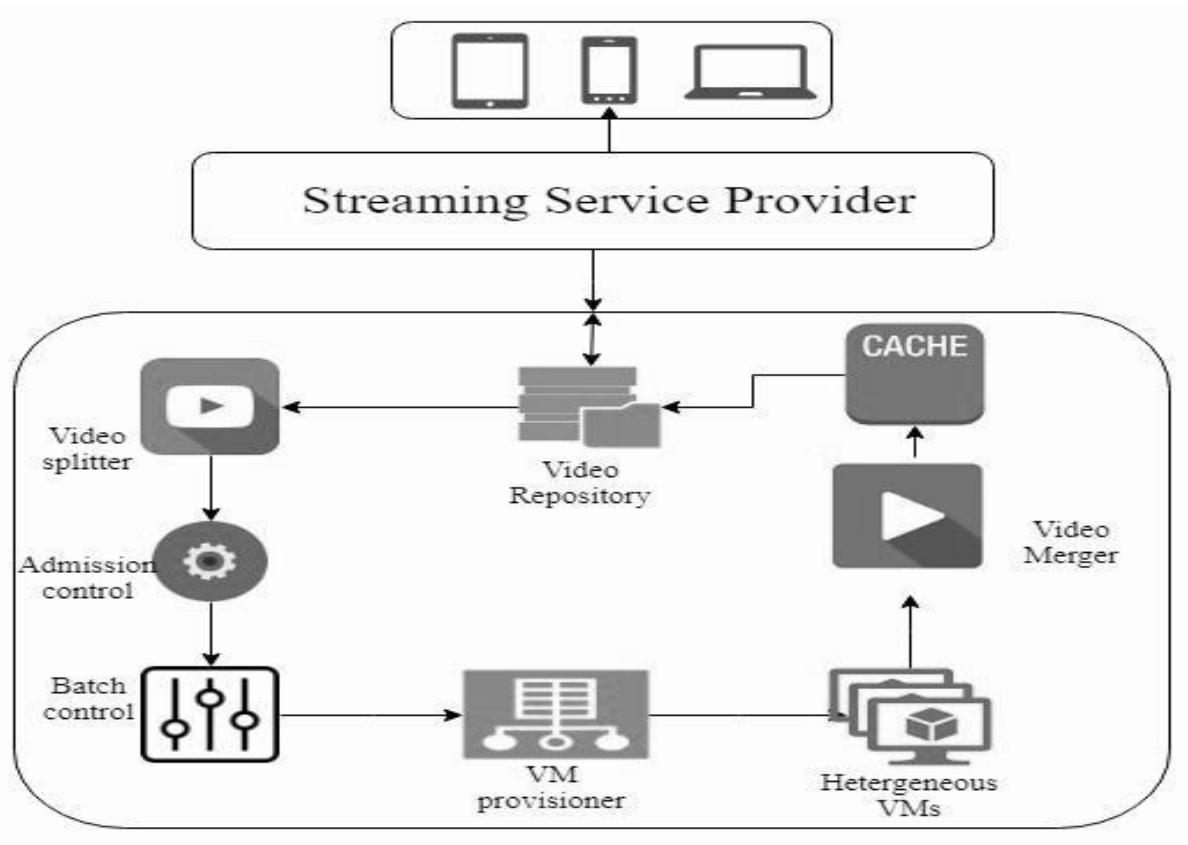 Streaming Service Provider
CACHE
Video
splitter
Video
Repository
Video
Merger
Admission
control
Batch
control
VM
provisioner
Hetergeneous
VMs